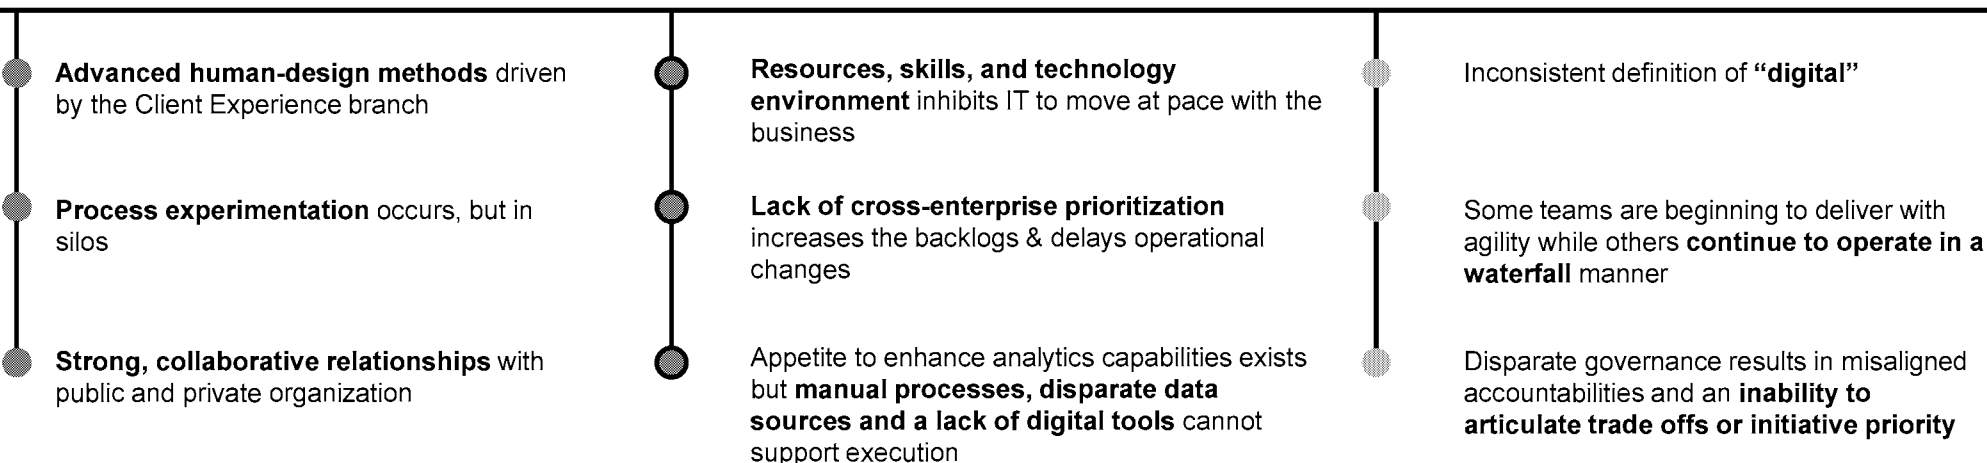 Advanced human-design methods driven
by the Client Experience branch
Process experimentation occurs, but in
silos
Strong, collaborative relationships with
public and private organization
Resources, skills, and technology
environment inhibits IT to move at pace with the
business
Lack of cross-enterprise prioritization
increases the backlogs & delays operational
changes
Appetite to enhance analytics capabilities exists
but manual processes, disparate data
sources and a lack of digital tools cannot
support execution
Inconsistent definition of “digital”
Some teams are beginning to deliver with
agility while others continue to operate in a
waterfall manner
Disparate governance results in misaligned
accountabilities and an inability to
articulate trade offs or initiative priority